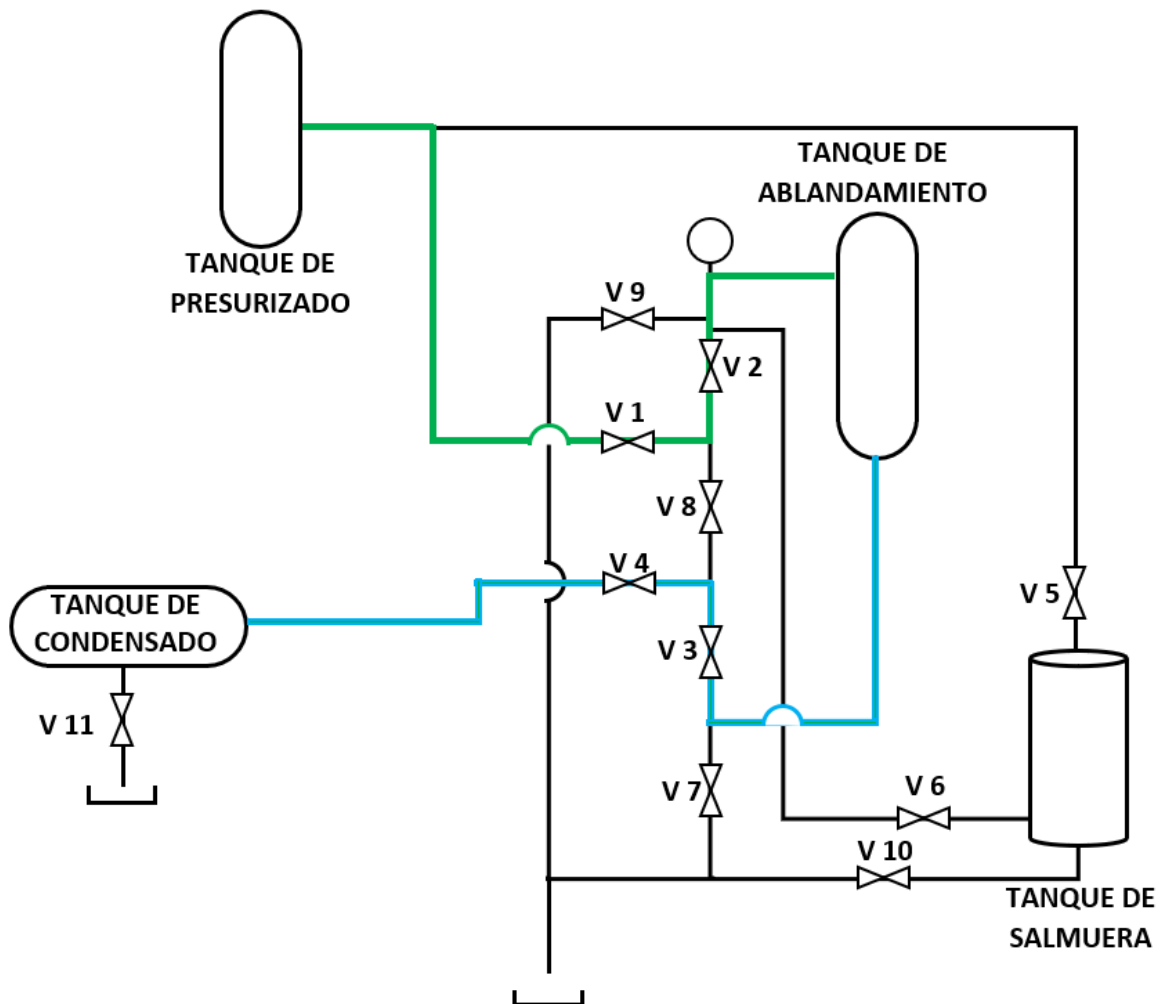 TANQUE DE
PRESURIZADO
TANQUE DE
ABLANDAMIENTO
V 9
V 2
V 1
V 8
V 4
V 3
V 5
TANQUE DE
CONDENSADO
V 11
V 7
V 6
V 10
TANQUE DE
SALMUERA